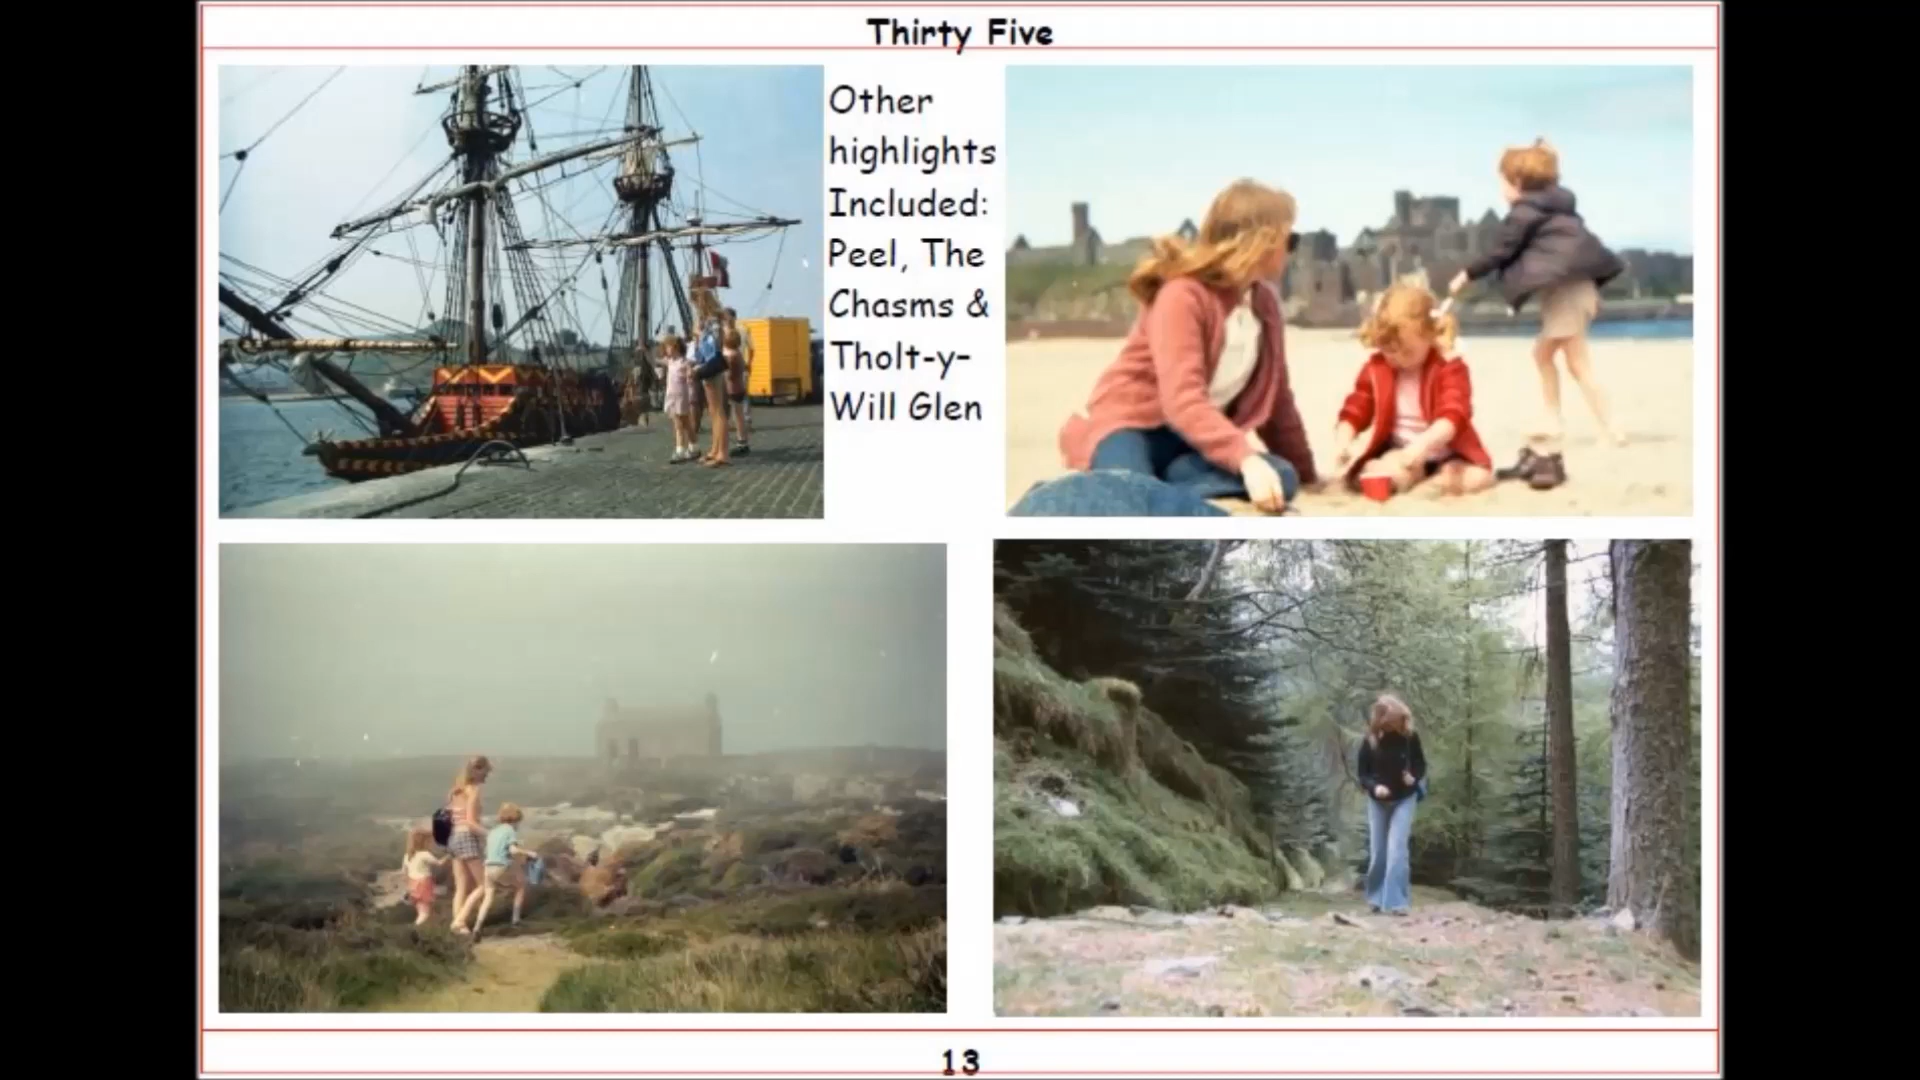 Thirty Five
Other
highlights
Included:
Peel, The
Chasms &
Tholt-y-
Will Glen
13